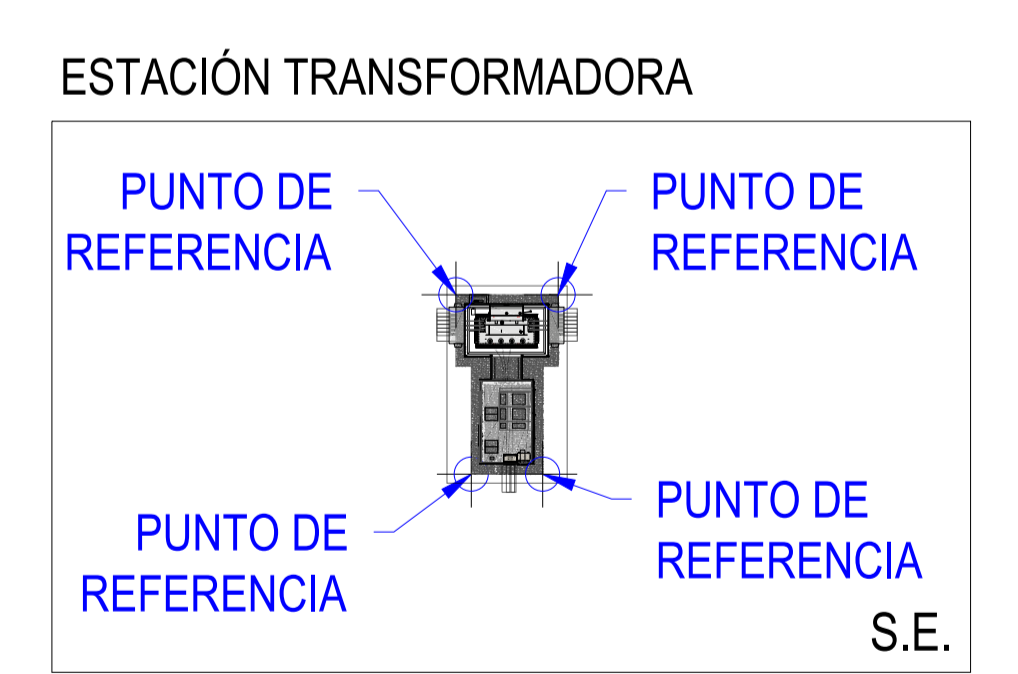 ESTACIÓN TRANSFORMADORA
PUNTO DE
REFERENCIA
PUNTO DE
REFERENCIA
PUNTO DE
REFERENCIA
PUNTO DE
REFERENCIA
S.E.